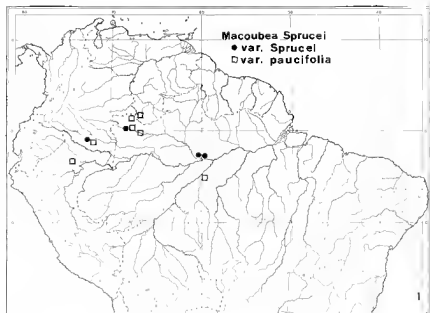 Macoubea Sprucei
● var. Sprucei
□ var. paucifolia
1